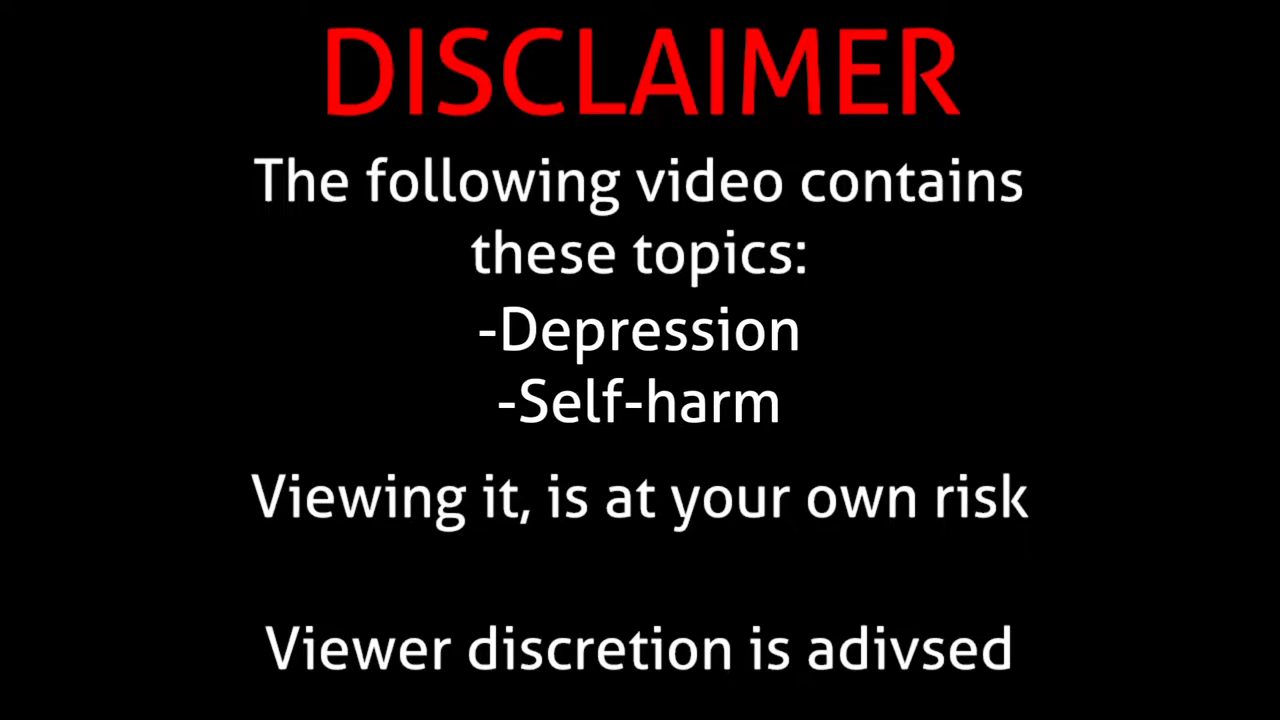 DISCLAIMER
The following video contains
these topics:
-Depression
-Self-harm
Viewing it, is at your own risk
Viewer discretion is adivsed